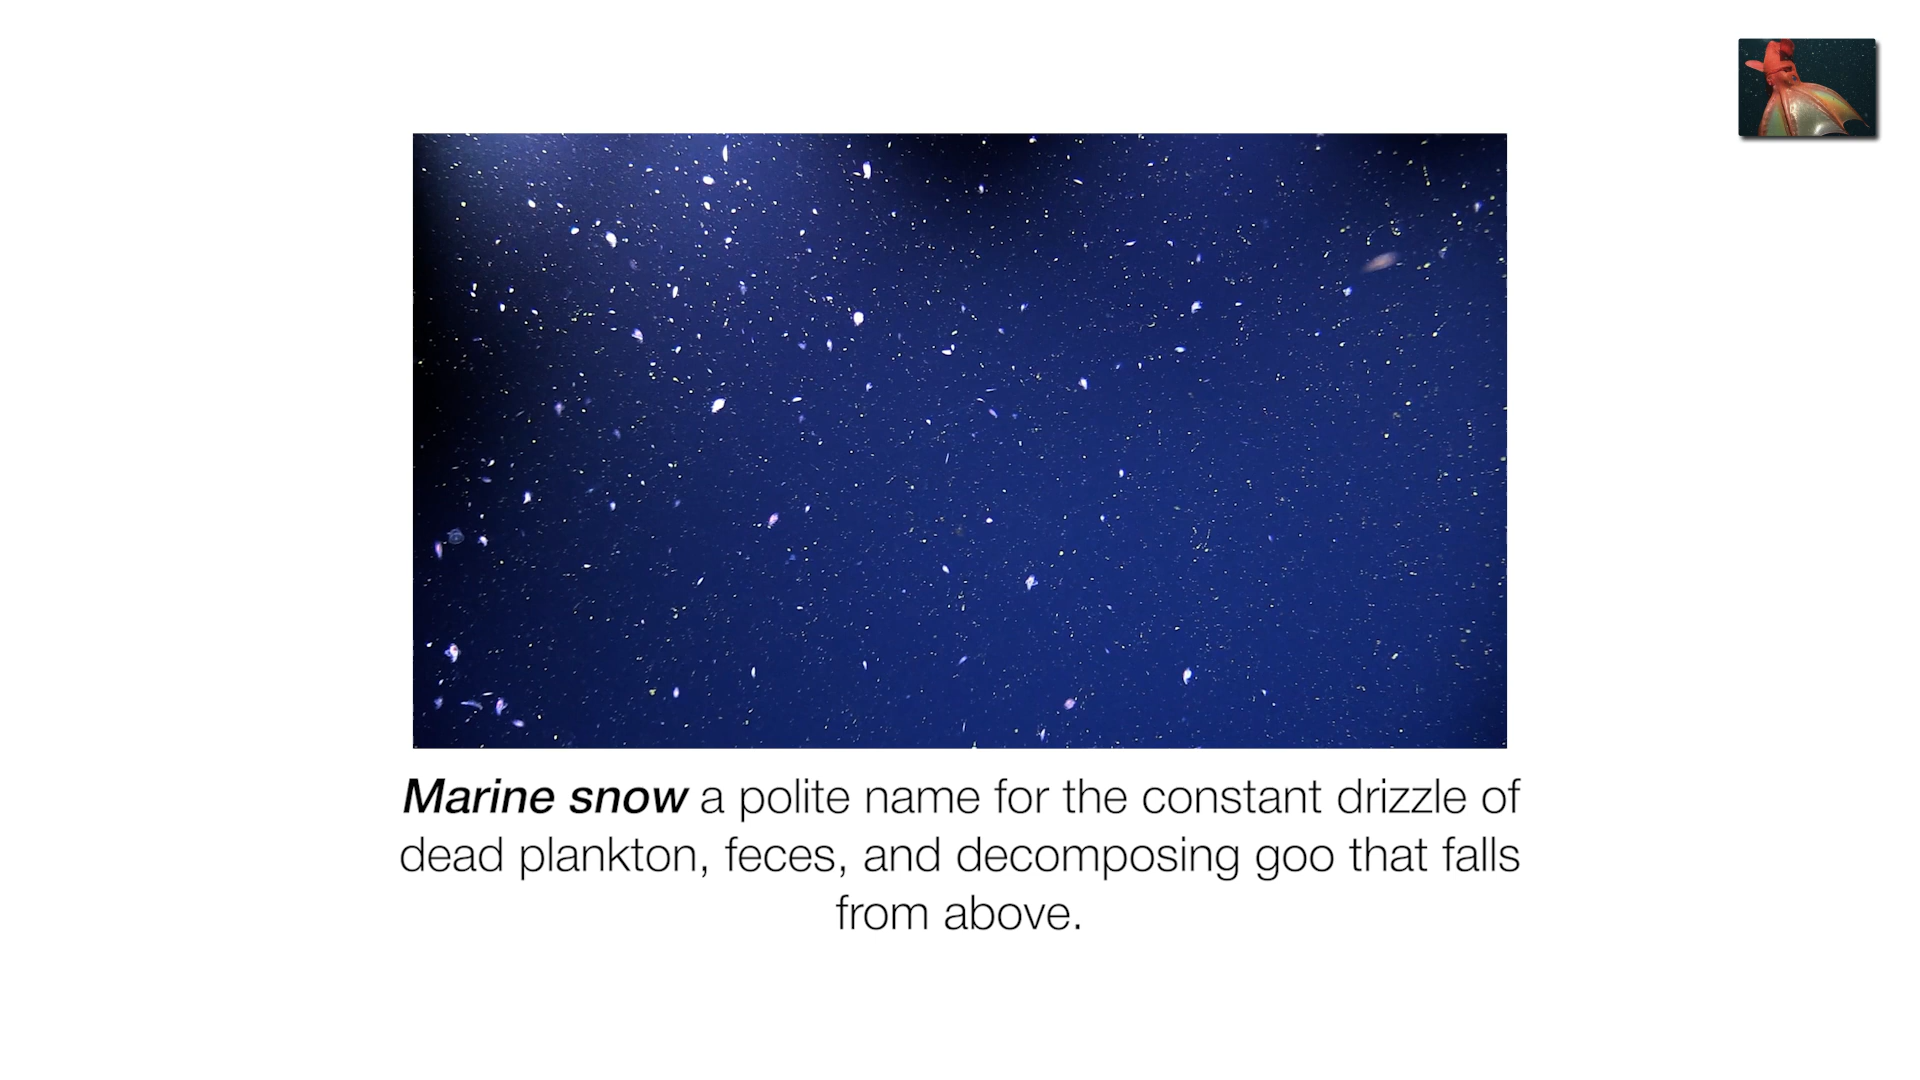 Marine snow a polite name for the constant drizzle of
dead plankton, feces, and decomposing goo that falls
from above.